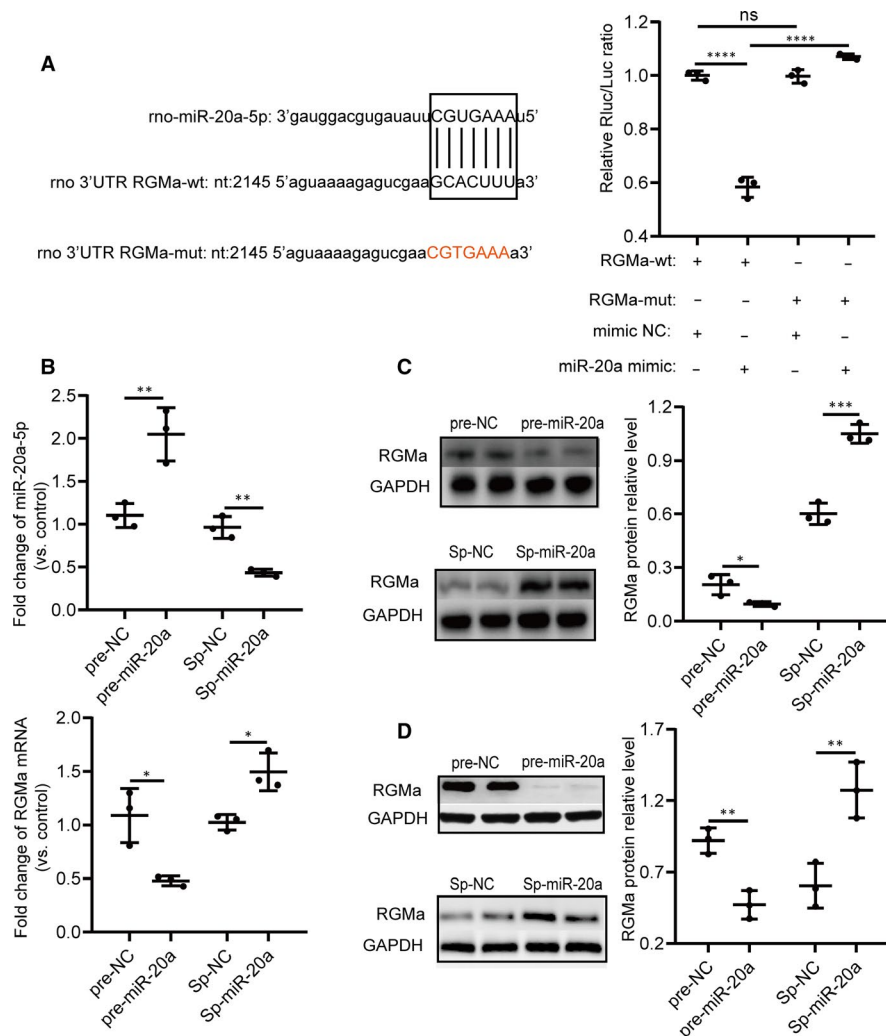 A
rno-miR-20a-5p: 3’gauggacgugauauuCGUGAAAu5’
rno 3’UTR RGMa-wt: nt:2145 5’aguaaaagagucgaaGCACUUUa3’
rno 3’UTR RGMa-mut: nt:2145 5’aguaaaagagucgaaCGTGAAAa3’
ns
**** ****
Relative Rluc/Luc ratio
1.2
1.0
0.8
0.6
0.4
RGMa-wt: + + – –
RGMa-mut: – – + +
mimic NC: + – + –
miR-20a mimic: – + – +
B
Fold change of miR-20a-5p
(vs. control)
2.5
2.0
1.5
1.0
0.5
0.0
** **
pre-NC
pre-miR-20a
Sp-NC
Sp-miR-20a
Fold change of RGMa mRNA
(vs. control)
2.0
1.5
1.0
0.5
0.0
* *
pre-NC
pre-miR-20a
Sp-NC
Sp-miR-20a
C
pre-NC pre-miR-20a
RGMa
GAPDH
Sp-NC Sp-miR-20a
RGMa
GAPDH
RGMa protein relative level
1.2
0.9
0.6
0.3
0.0
* ***
pre-NC
pre-miR-20a
Sp-NC
Sp-miR-20a
D
pre-NC pre-miR-20a
RGMa
GAPDH
Sp-NC Sp-miR-20a
RGMa
GAPDH
RGMa protein relative level
1.7
1.2
0.7
0.2
** **
pre-NC
pre-miR-20a
Sp-NC
Sp-miR-20a